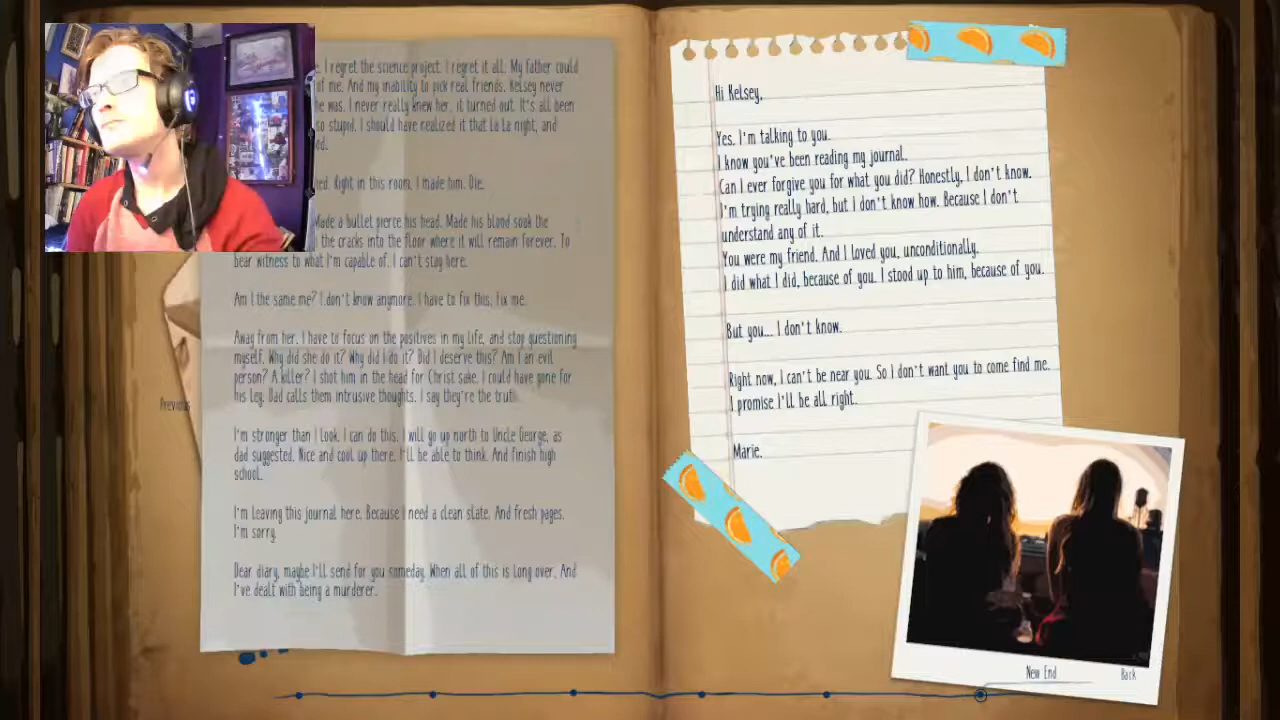 . I regret the science project. I regret it all. My father could
of me. And my inability to pick real friends. Kelsey never
he was. I never really knew her, it turned out. It's all been
so stupid. I should have realized it that La La night, and
d.
ed. Right in this room. I made him. Die.
Made a bullet pierce his head. Made his blood soak the
the cracks into the floor where it will remain forever. To
bear witness to what I'm capable of. I can't stay here.
Am I the same me? I don't know anymore. I have to fix this. Fix me.
Away from her. I have to focus on the positives in my life, and stop questioning
myself. Why did she do it? Why did I do it? Did I deserve this? Am I an evil
person? A killer? I shot him in the head for Christ sake. I could have gone for
his leg. Dad calls them intrusive thoughts. I say they're the truth.
Previous
I'm stronger than I look. I can do this. I will go up north to Uncle George, as
dad suggested. Nice and cool up there. I'll be able to think. And finish high
school.
I'm leaving this journal here. Because I need a clean slate. And fresh pages.
I'm sorry.
Dear diary, maybe I'll send for you someday. When all of this is long over. And
I've dealt with being a murderer.
Hi Kelsey,
Yes. I'm talking to you.
I know you've been reading my journal.
Can I ever forgive you for what you did? Honestly, I don't know.
I'm trying really hard, but I don't know how. Because I don't
understand any of it.
You were my friend. And I loved you, unconditionally.
I did what I did, because of you. I stood up to him, because of you.
But you... I don't know.
Right now, I can't be near you. So I don't want you to come find me.
I promise I'll be all right.
Marie.
New End
Back